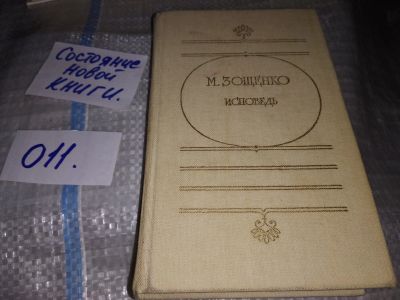 Состояние
новой
книги.
011.
М. ЗОЩЕНКО
ИСПОВЕДЬ